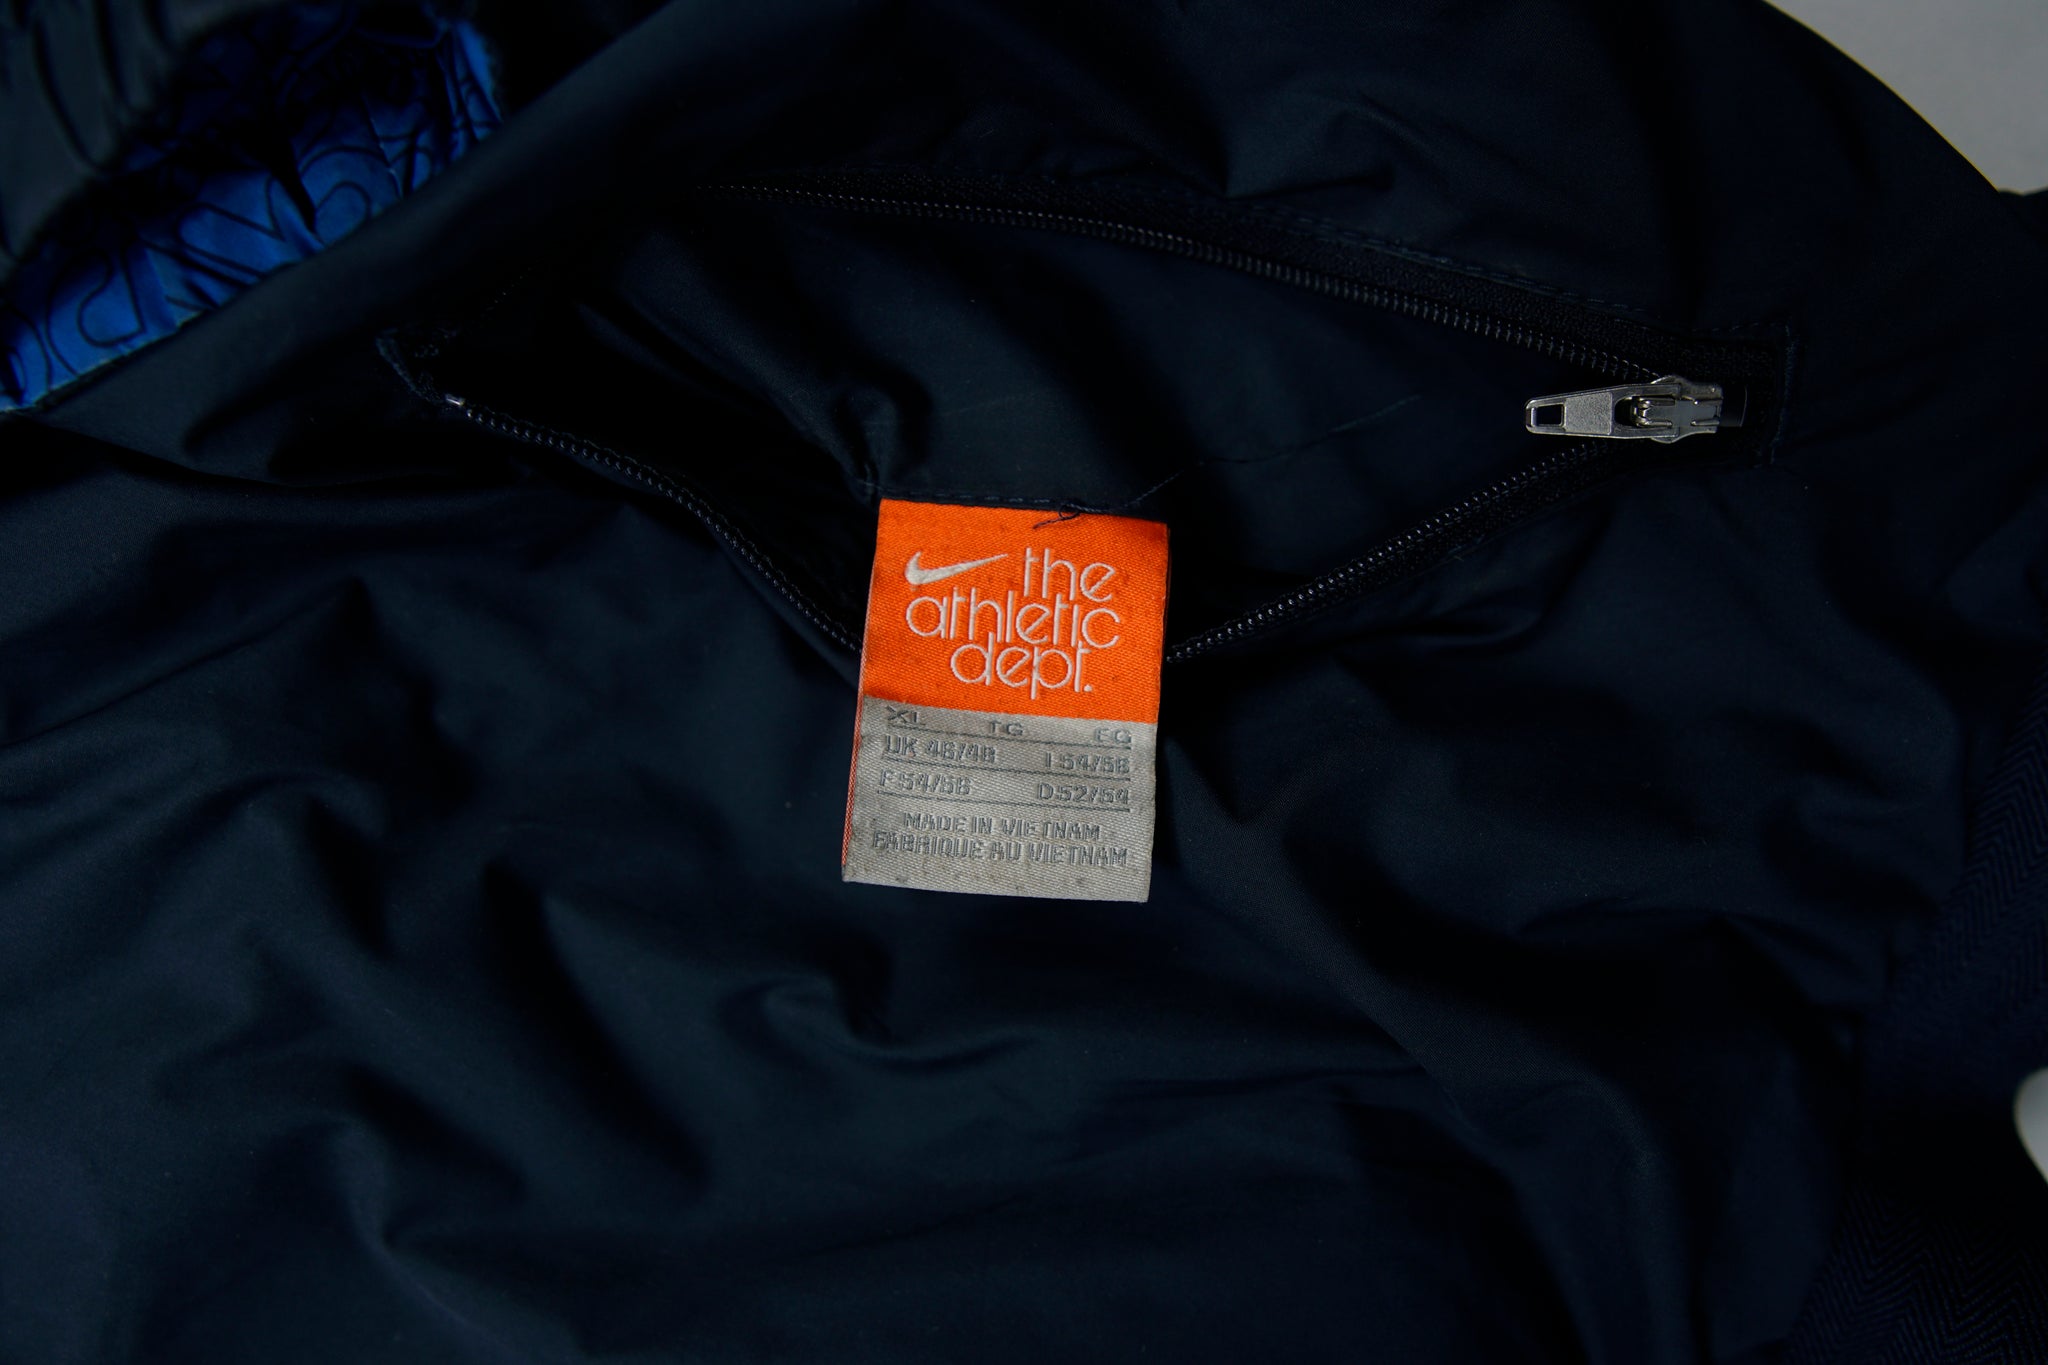 the
athletic
dept.
XL TG EG
UK 46/48 I 54/56
F 54/56 D 52/54
MADE IN VIETNAM
FABRIQUE AU VIETNAM